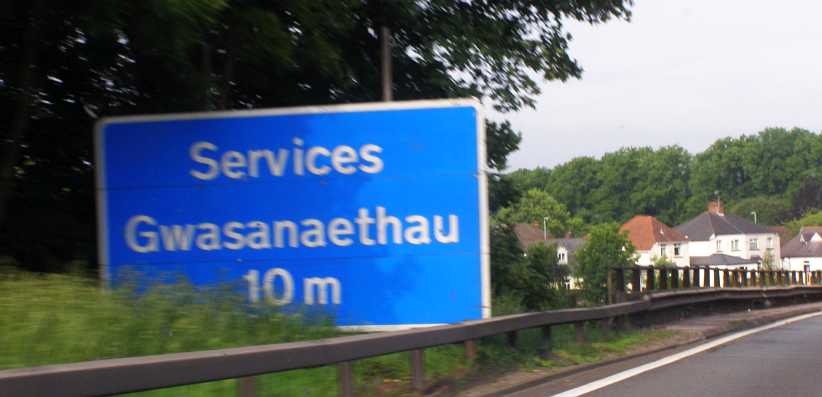 Services
Gwasanaethau
10 m